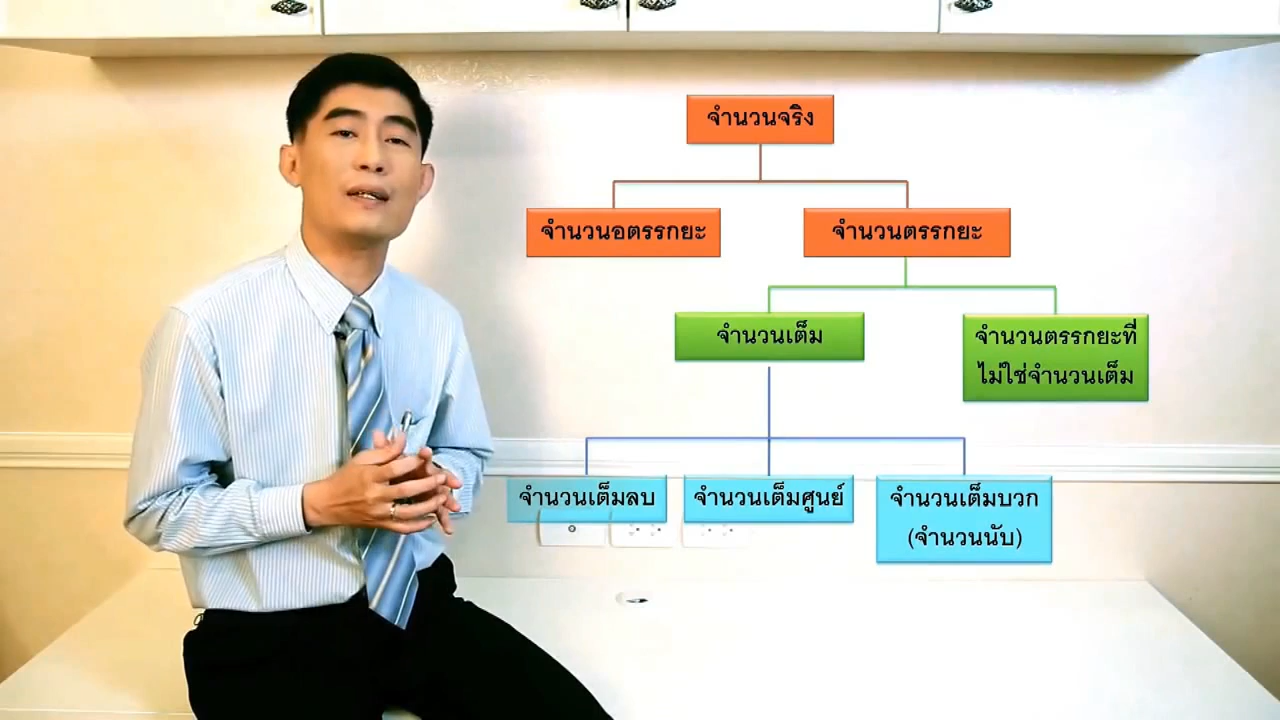 จำนวนจริง
จำนวนอตรรกยะ
จำนวนตรรกยะ
จำนวนเต็ม
จำนวนตรรกยะที่
ไม่ใช่จำนวนเต็ม
จำนวนเต็มลบ
จำนวนเต็มศูนย์
จำนวนเต็มบวก
(จำนวนนับ)